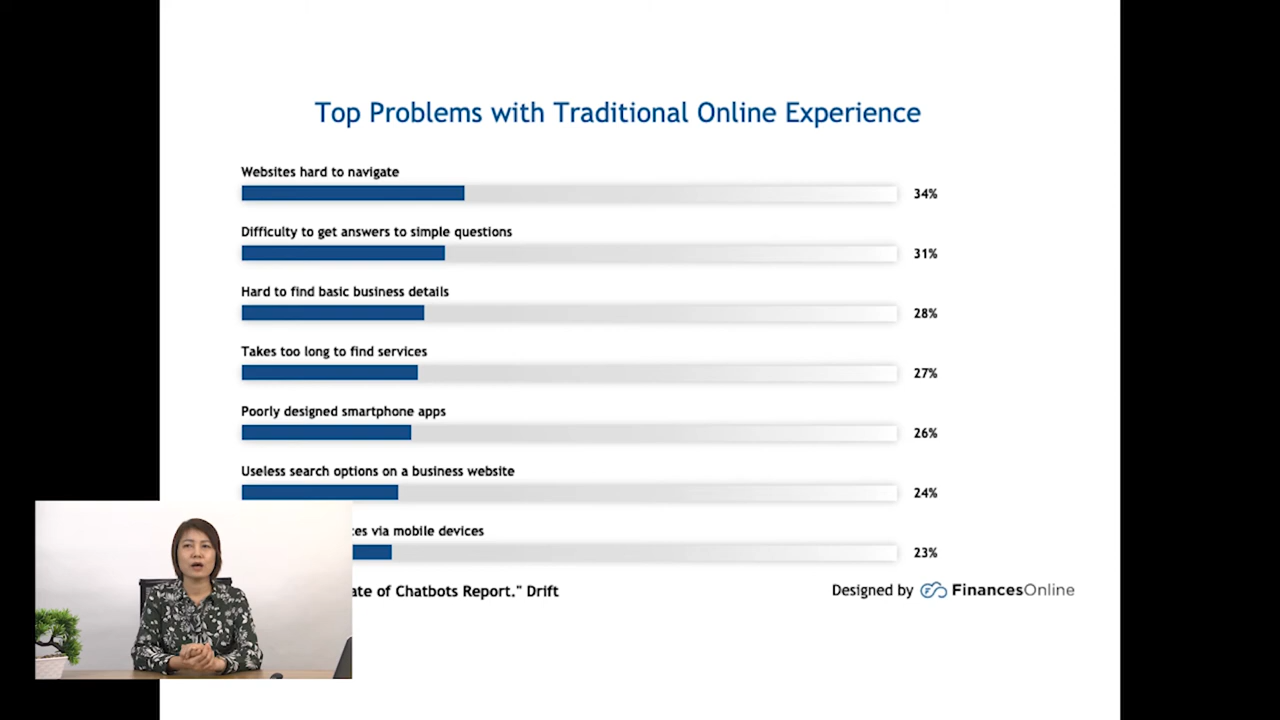 Top Problems with Traditional Online Experience
Websites hard to navigate
34%
Difficulty to get answers to simple questions
31%
Hard to find basic business details
28%
Takes too long to find services
27%
Poorly designed smartphone apps
26%
Useless search options on a business website
24%
via mobile devices
23%
of Chatbots Report." Drift
Designed by FinancesOnline